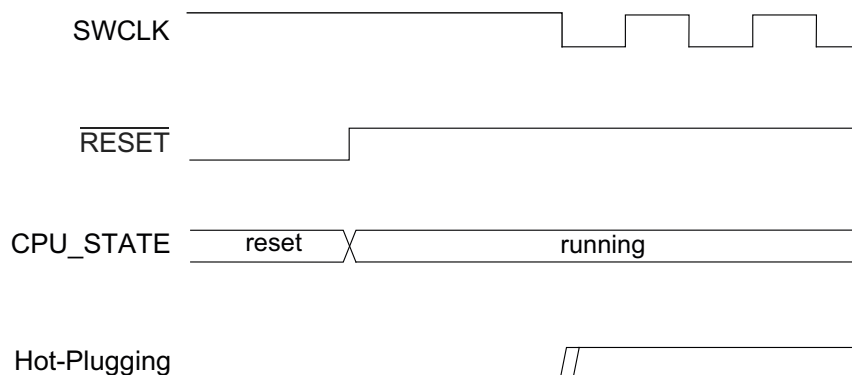 SWCLK
RESET
CPU_STATE reset running
Hot-Plugging